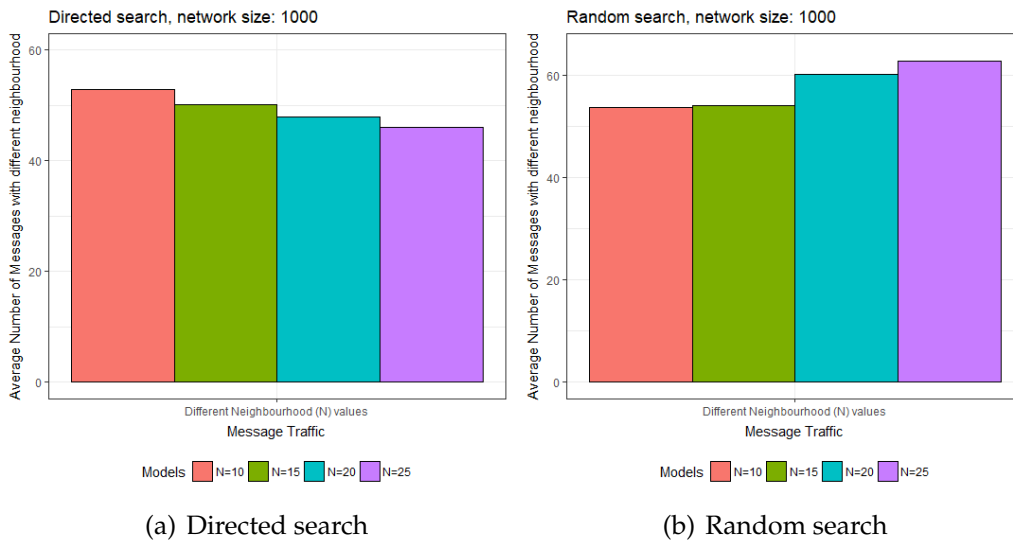 Directed search, network size: 1000
Average Number of Messages with different neighbourhood
60
40
20
0
Different Neighbourhood (N) values
Message Traffic
Models N=10 N=15 N=20 N=25
(a) Directed search
Random search, network size: 1000
Average Number of Messages with different neighbourhood
60
40
20
0
Different Neighbourhood (N) values
Message Traffic
Models N=10 N=15 N=20 N=25
(b) Random search